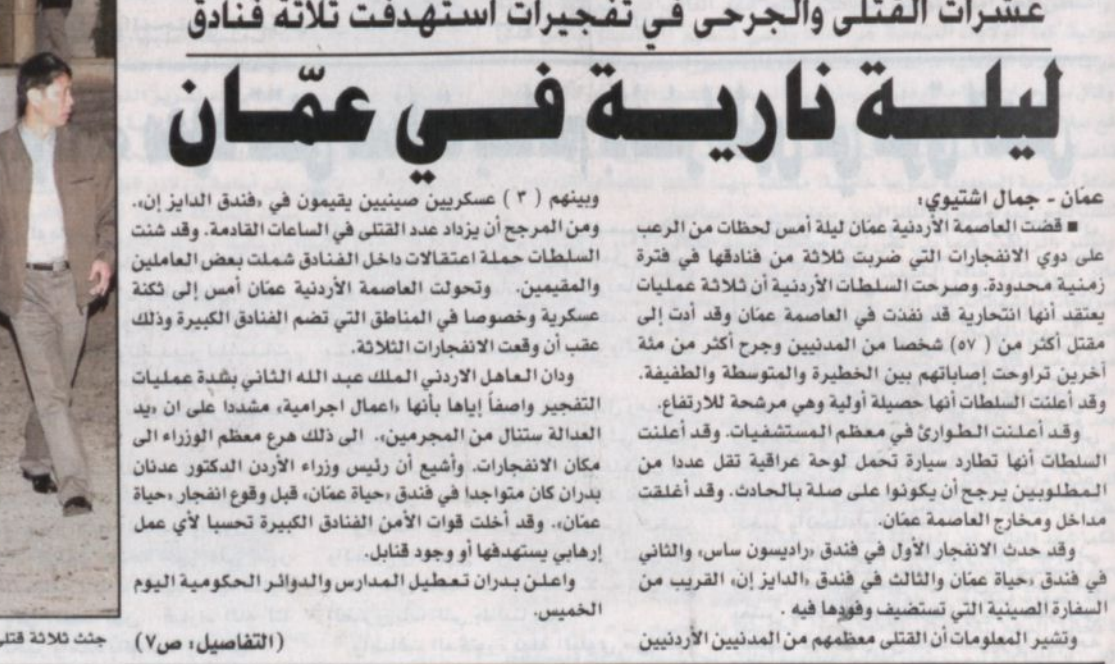 عشرات القتلى والجرحى في تفجيرات استهدفت ثلاثة فنادق
ليلة نارية في عمّان
عمان - جمال اشتيوي:
■ قضت العاصمة الأردنية عمّان ليلة أمس لحظات من الرعب
على دوي الانفجارات التي ضربت ثلاثة من فنادقها في فترة
زمنية محدودة. وصرحت السلطات الأردنية أن ثلاثة عمليات
يعتقد أنها انتحارية قد نفذت في العاصمة عمّان وقد أدت إلى
مقتل أكثر من (٥٧) شخصا من المدنيين وجرح أكثر من مئة
آخرين تراوحت إصاباتهم بين الخطيرة والمتوسطة والطفيفة.
وقد أعلنت السلطات أنها حصيلة أولية وهي مرشحة للارتفاع.
وقد أعلنت الطوارئ في معظم المستشفيات. وقد أعلنت
السلطات أنها تطارد سيارة تحمل لوحة عراقية تقل عددا من
المطلوبين يرجح أن يكونوا على صلة بالحادث. وقد أغلقت
مداخل ومخارج العاصمة عمّان.
وقد حدث الانفجار الأول في فندق «راديسون ساس» والثاني
في فندق «حياة عمّان والثالث في فندق «الدايز إن» القريب من
السفارة الصينية التي تستضيف وفودها فيه.
وتشير المعلومات أن القتلى معظمهم من المدنيين الأردنيين
وبينهم (٣) عسكريين صينيين يقيمون في «فندق الدايز إن».
ومن المرجح أن يزداد عدد القتلى في الساعات القادمة. وقد شنت
السلطات حملة اعتقالات داخل الفنادق شملت بعض العاملين
والمقيمين. وتحولت العاصمة الأردنية عمّان أمس إلى ثكنة
عسكرية وخصوصا في المناطق التي تضم الفنادق الكبيرة وذلك
عقب أن وقعت الانفجارات الثلاثة.
ودان العاهل الاردني الملك عبد الله الثاني بشدة عمليات
التفجير واصفاً إياها بأنها «اعمال اجرامية» مشددا على ان «يد
العدالة ستنال من المجرمين». الى ذلك هرع معظم الوزراء الى
مكان الانفجارات. وأشيع أن رئيس وزراء الأردن الدكتور عدنان
بدران كان متواجدا في فندق «حياة عمّان» قبل وقوع انفجار «حياة
عمّان». وقد أخلت قوات الأمن الفنادق الكبيرة تحسبا لأي عمل
إرهابي يستهدفها أو وجود قنابل.
واعلن بدران تعطيل المدارس والدوائر الحكومية اليوم
الخميس.
(التفاصيل: ص٧)
جثث ثلاثة قتلى